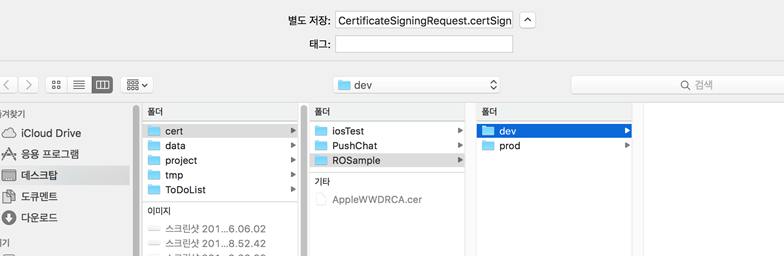 별도 저장: CertificateSigningRequest.certSign
태그:
dev
검색
겨찾기
iCloud Drive
응용 프로그램
데스크탑
도큐멘트
다운로드
폴더
cert
data
project
tmp
ToDoList
이미지
스크린샷 201...6.06.02
스크린샷 201...8.52.42
폴더
iosTest
PushChat
ROSample
기타
AppleWWDRCA.cer
폴더
dev
prod